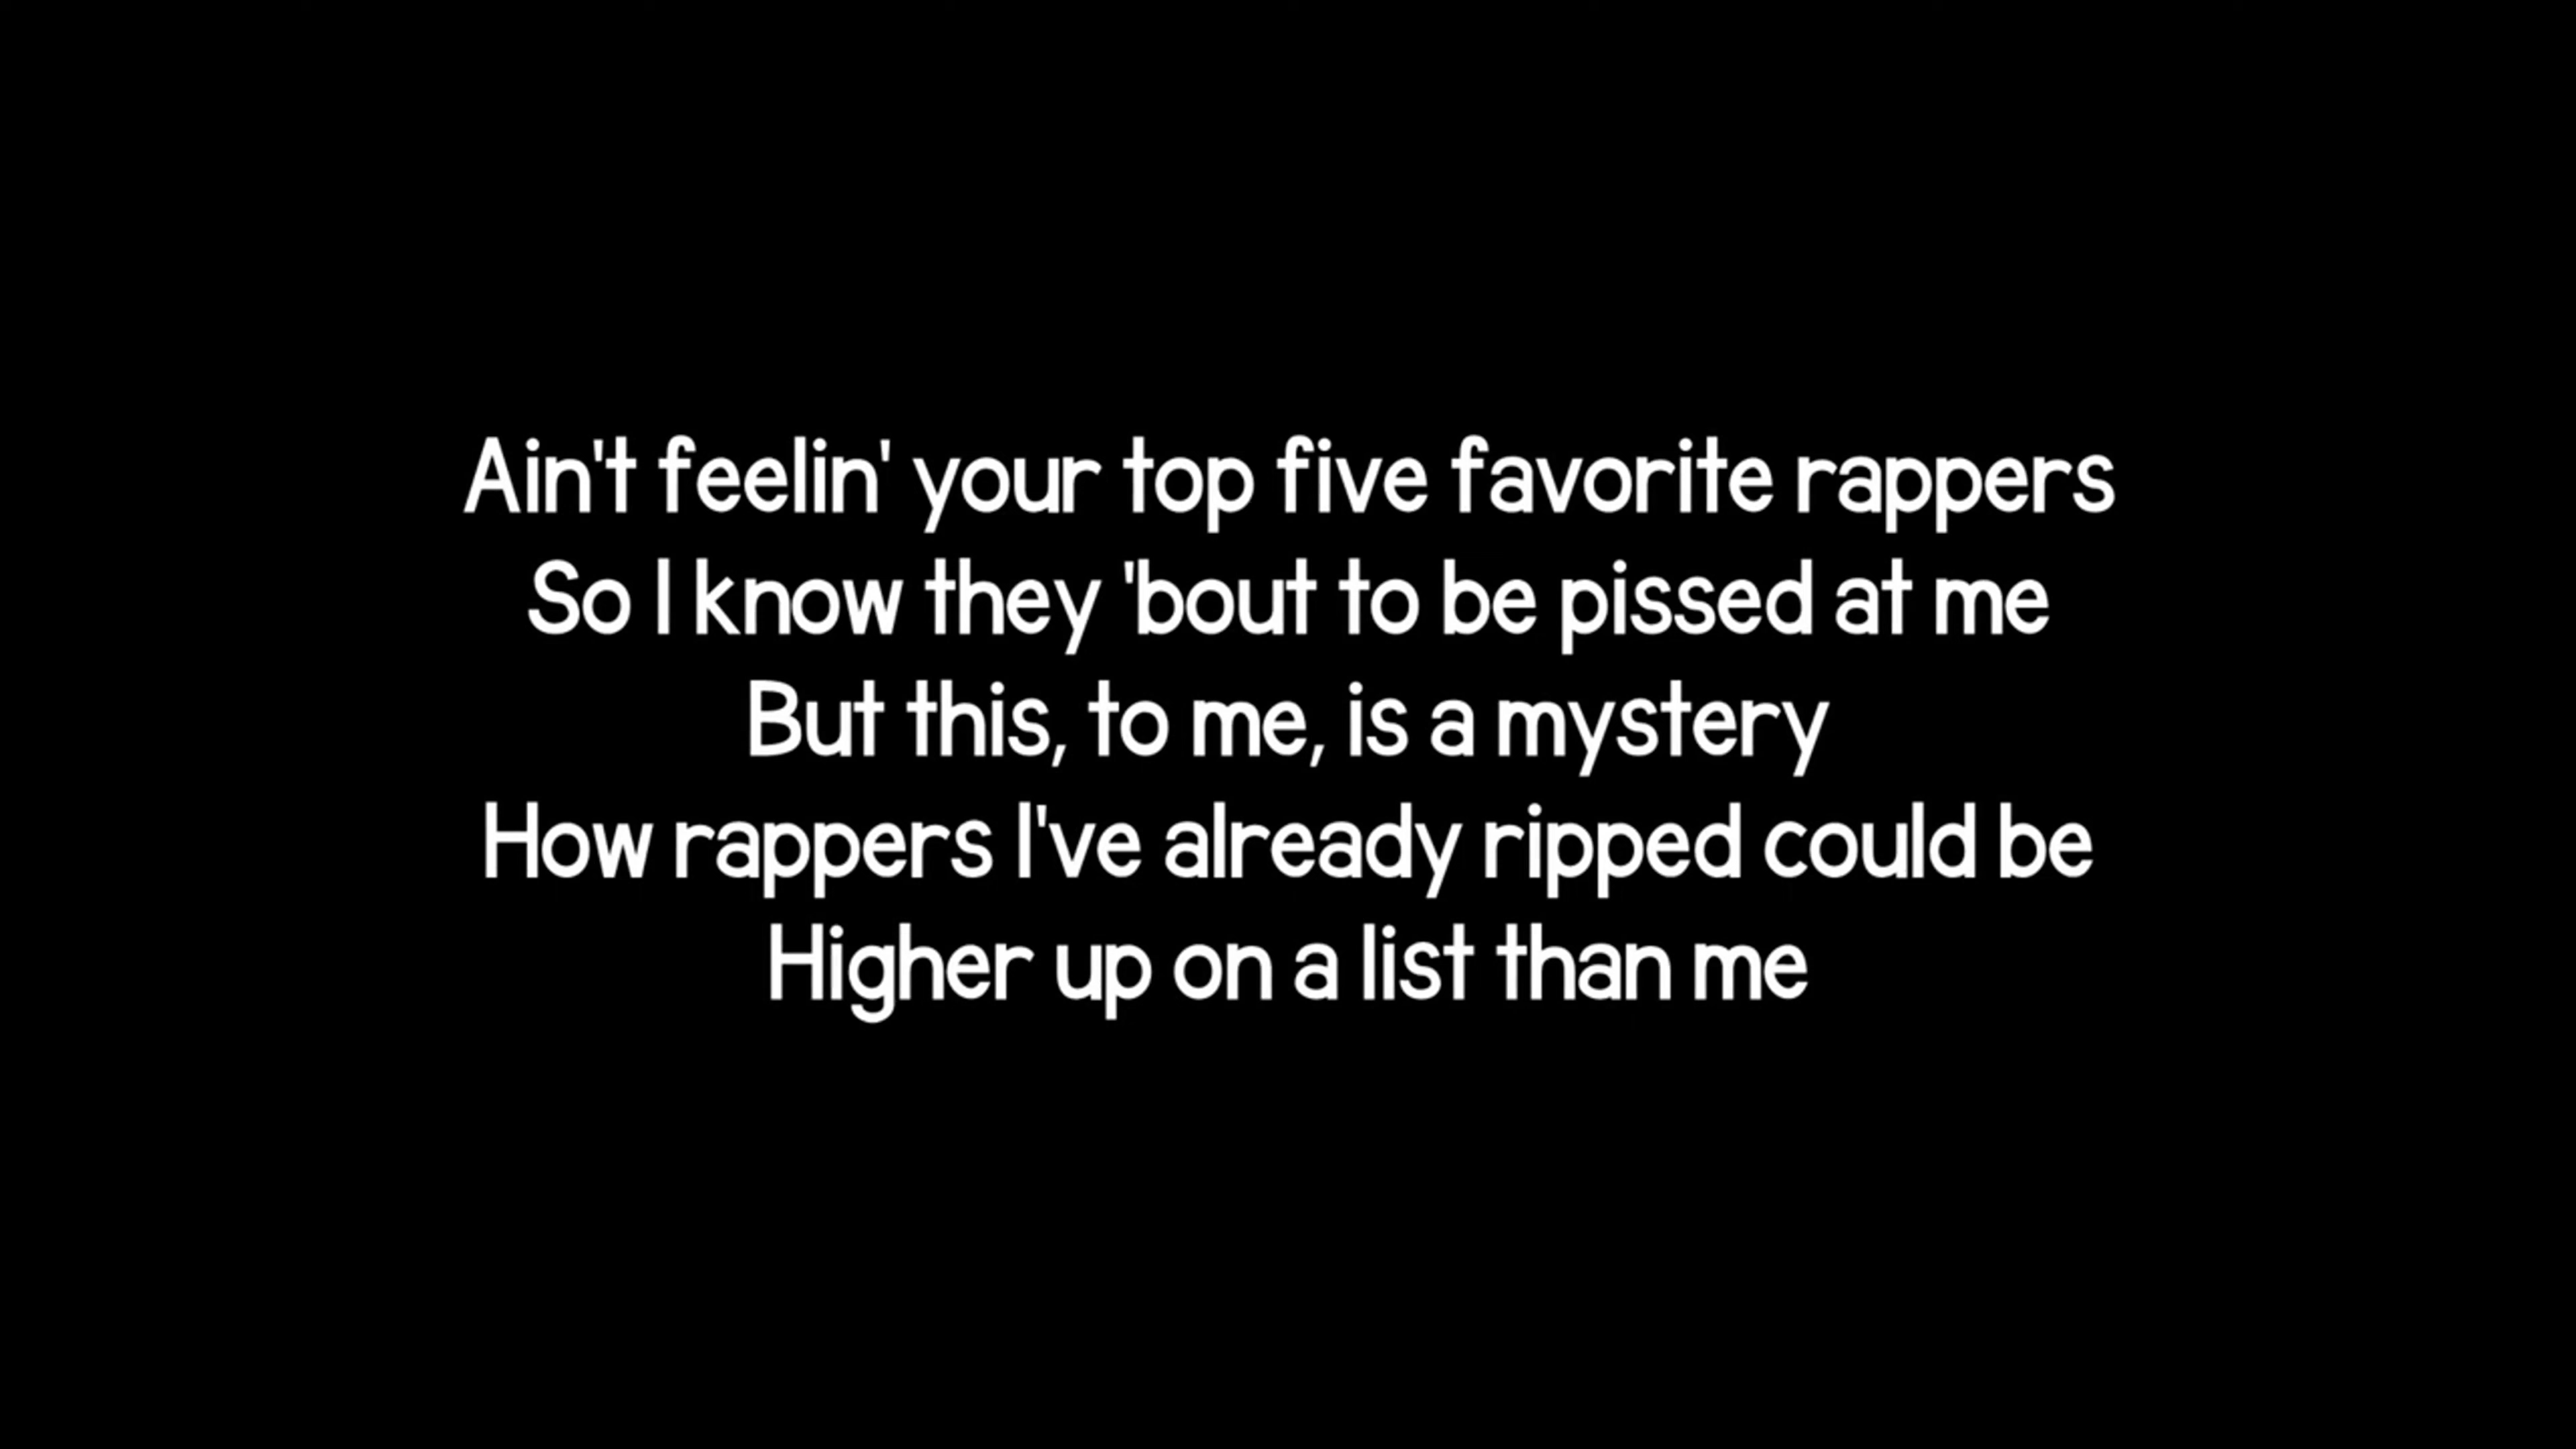 Ain't feelin' your top five favorite rappers
So I know they 'bout to be pissed at me
But this, to me, is a mystery
How rappers I've already ripped could be
Higher up on a list than me